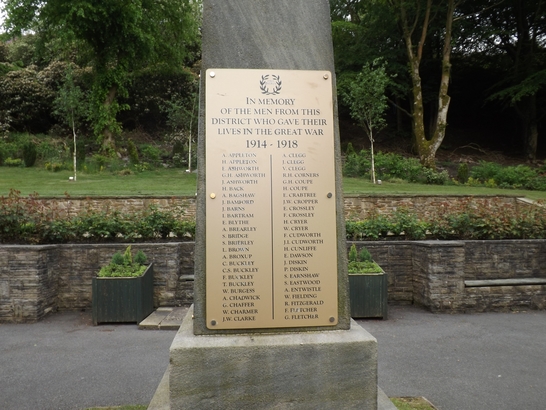 IN MEMORY
OF THE MEN FROM THIS
DISTRICT WHO GAVE THEIR
LIVES IN THE GREAT WAR
1914 - 1918
A. APPLETON
H. APPLETON
E. ASHWORTH
G.H. ASHWORTH
J. ASHWORTH
H. BACK
A. BAGSHAW
J. BAMFORD
J. BARNS
J. BARTRAM
E. BLYTHE
A. BREARLEY
S. BRIDGE
S. BRIERLEY
L. BROWN
A. BROXUP
C. BUCKLEY
C.A. BUCKLEY
F. BUCKLEY
T. BUCKLEY
W. BURGESS
A. CHADWICK
G. CHAFFER
W. CHARMER
J.W. CLARKE
A. CLEGG
J. CLEGG
V. CLEGG
R.H. CORNERS
G.H. COUPE
H. COUPE
E. CRABTREE
J.W. CROPPER
E. CROSSLEY
F. CROSSLEY
H. CRYER
W. CRYER
F. CUDWORTH
J.J. CUDWORTH
H. CUNLIFFE
E. DAWSON
J. DISKIN
P. DISKIN
S. EARNSHAW
S. EASTWOOD
A. ENTWISTLE
W. FIELDING
R. FITZGERALD
F. FLETCHER
G. FLETCHER